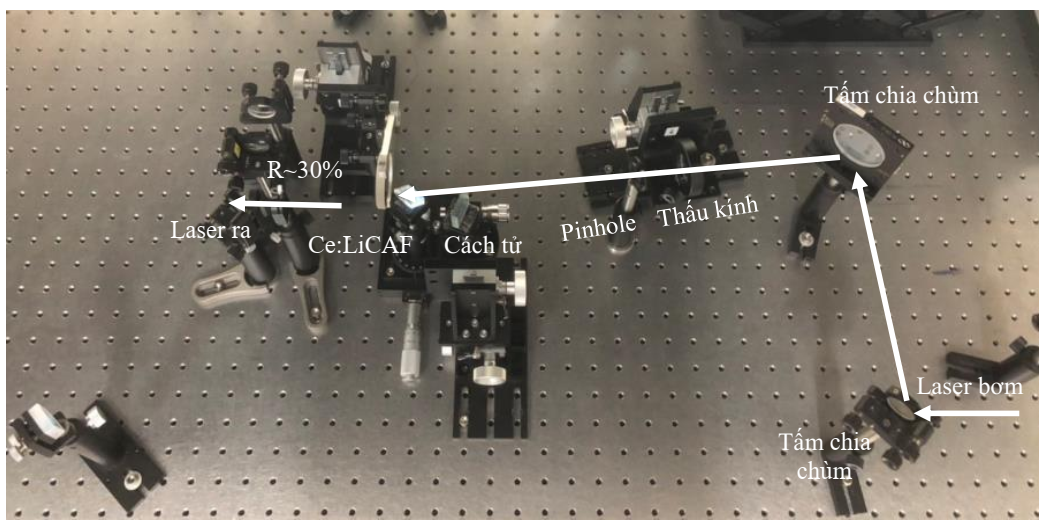 Tấm chia chùm
R~30%
Pinhole
Thấu kính
Laser ra
Ce:LiCAF
Cách tử
Laser bơm
Tấm chia
chùm